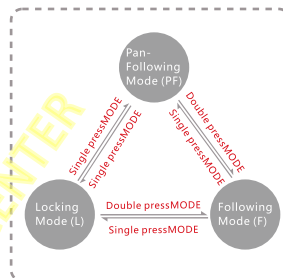 Pan-
Following
Mode (PF)
Single pressMODE
Single pressMODE
Double pressMODE
Single pressMODE
Locking
Mode (L)
Double pressMODE
Single pressMODE
Following
Mode (F)
ENTER